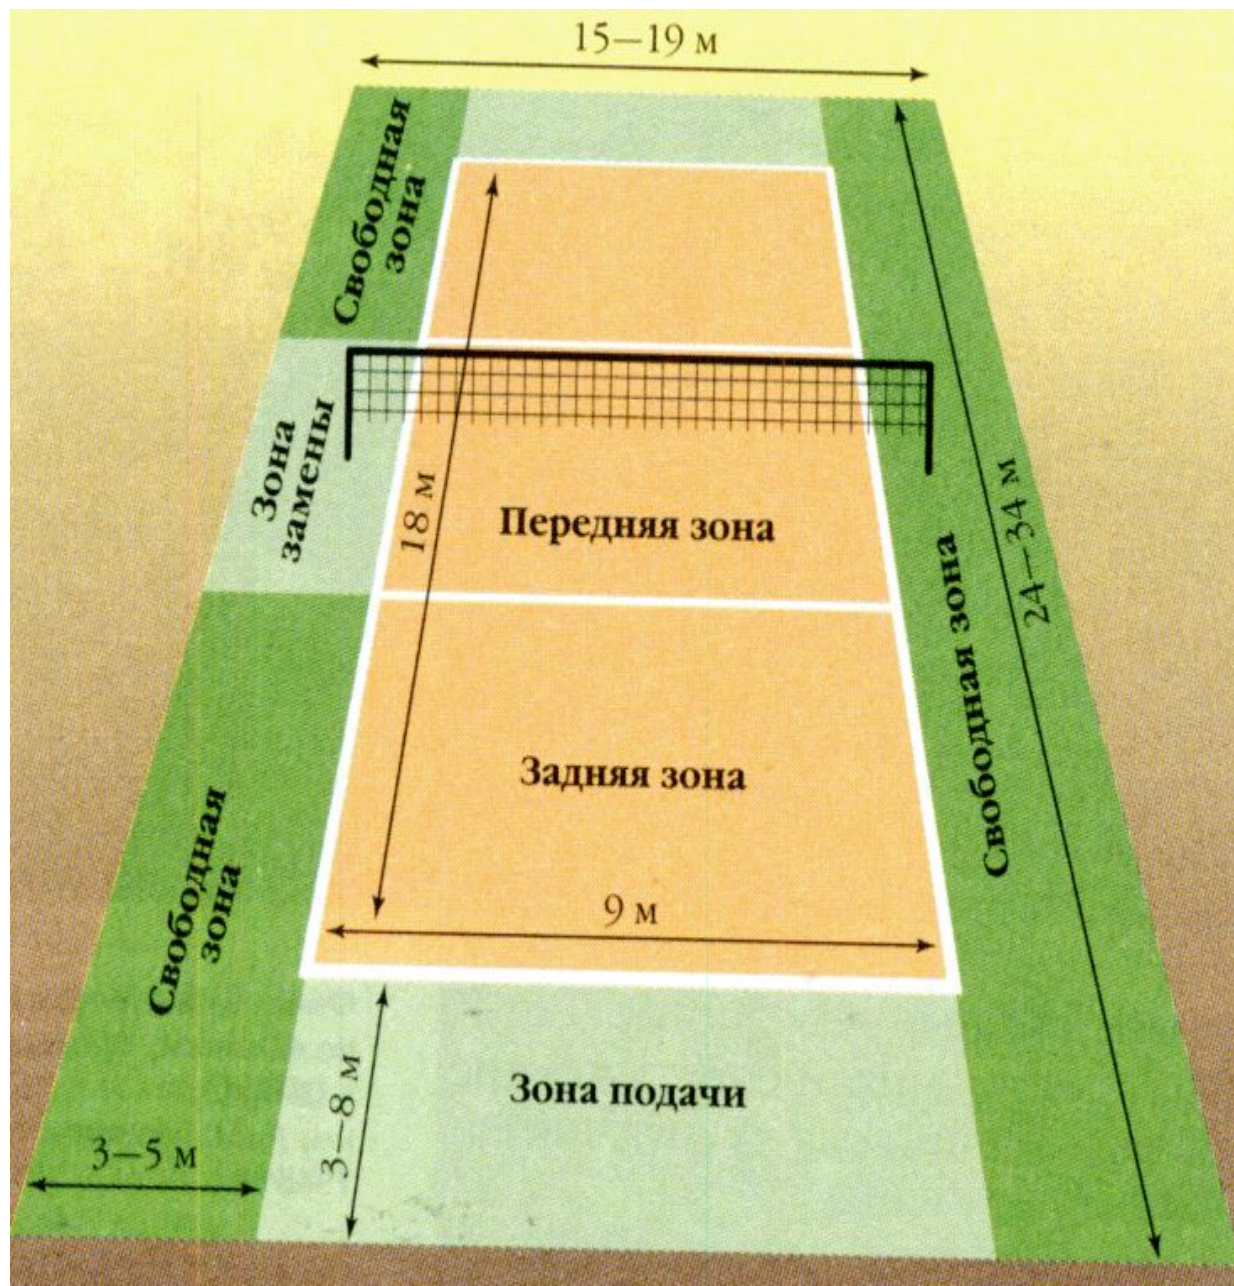 15—19 м
Свободная
зона
Зона
замены
18 м
Передняя зона
24—34 м
Свободная зона
Задняя зона
Свободная
зона
9 м
Зона подачи
3—8 м
3—5 м